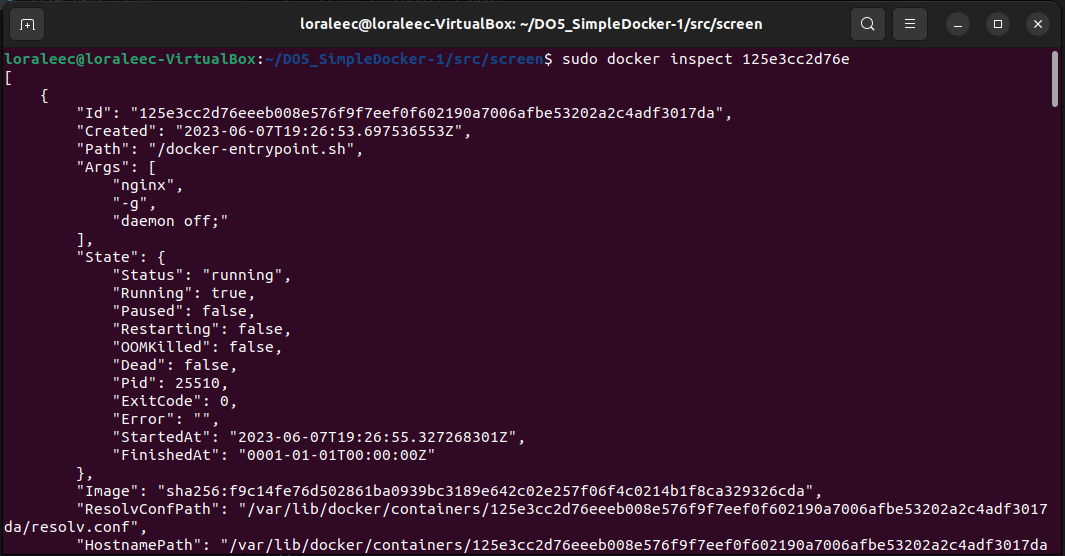 loraleec@loraleec-VirtualBox: ~/DO5_SimpleDocker-1/src/screen
loraleec@loraleec-VirtualBox:~/DO5_SimpleDocker-1/src/screen$ sudo docker inspect 125e3cc2d76e
[
    {
        "Id": "125e3cc2d76eeeb008e576f9f7eef0f602190a7006afbe53202a2c4adf3017da",
        "Created": "2023-06-07T19:26:53.697536553Z",
        "Path": "/docker-entrypoint.sh",
        "Args": [
            "nginx",
            "-g",
            "daemon off;"
        ],
        "State": {
            "Status": "running",
            "Running": true,
            "Paused": false,
            "Restarting": false,
            "OOMKilled": false,
            "Dead": false,
            "Pid": 25510,
            "ExitCode": 0,
            "Error": "",
            "StartedAt": "2023-06-07T19:26:55.327268301Z",
            "FinishedAt": "0001-01-01T00:00:00Z"
        },
        "Image": "sha256:f9c14fe76d502861ba0939bc3189e642c02e257f06f4c0214b1f8ca329326cda",
        "ResolvConfPath": "/var/lib/docker/containers/125e3cc2d76eeeb008e576f9f7eef0f602190a7006afbe53202a2c4adf3017
da/resolv.conf",
        "HostnamePath": "/var/lib/docker/containers/125e3cc2d76eeeb008e576f9f7eef0f602190a7006afbe53202a2c4adf3017da